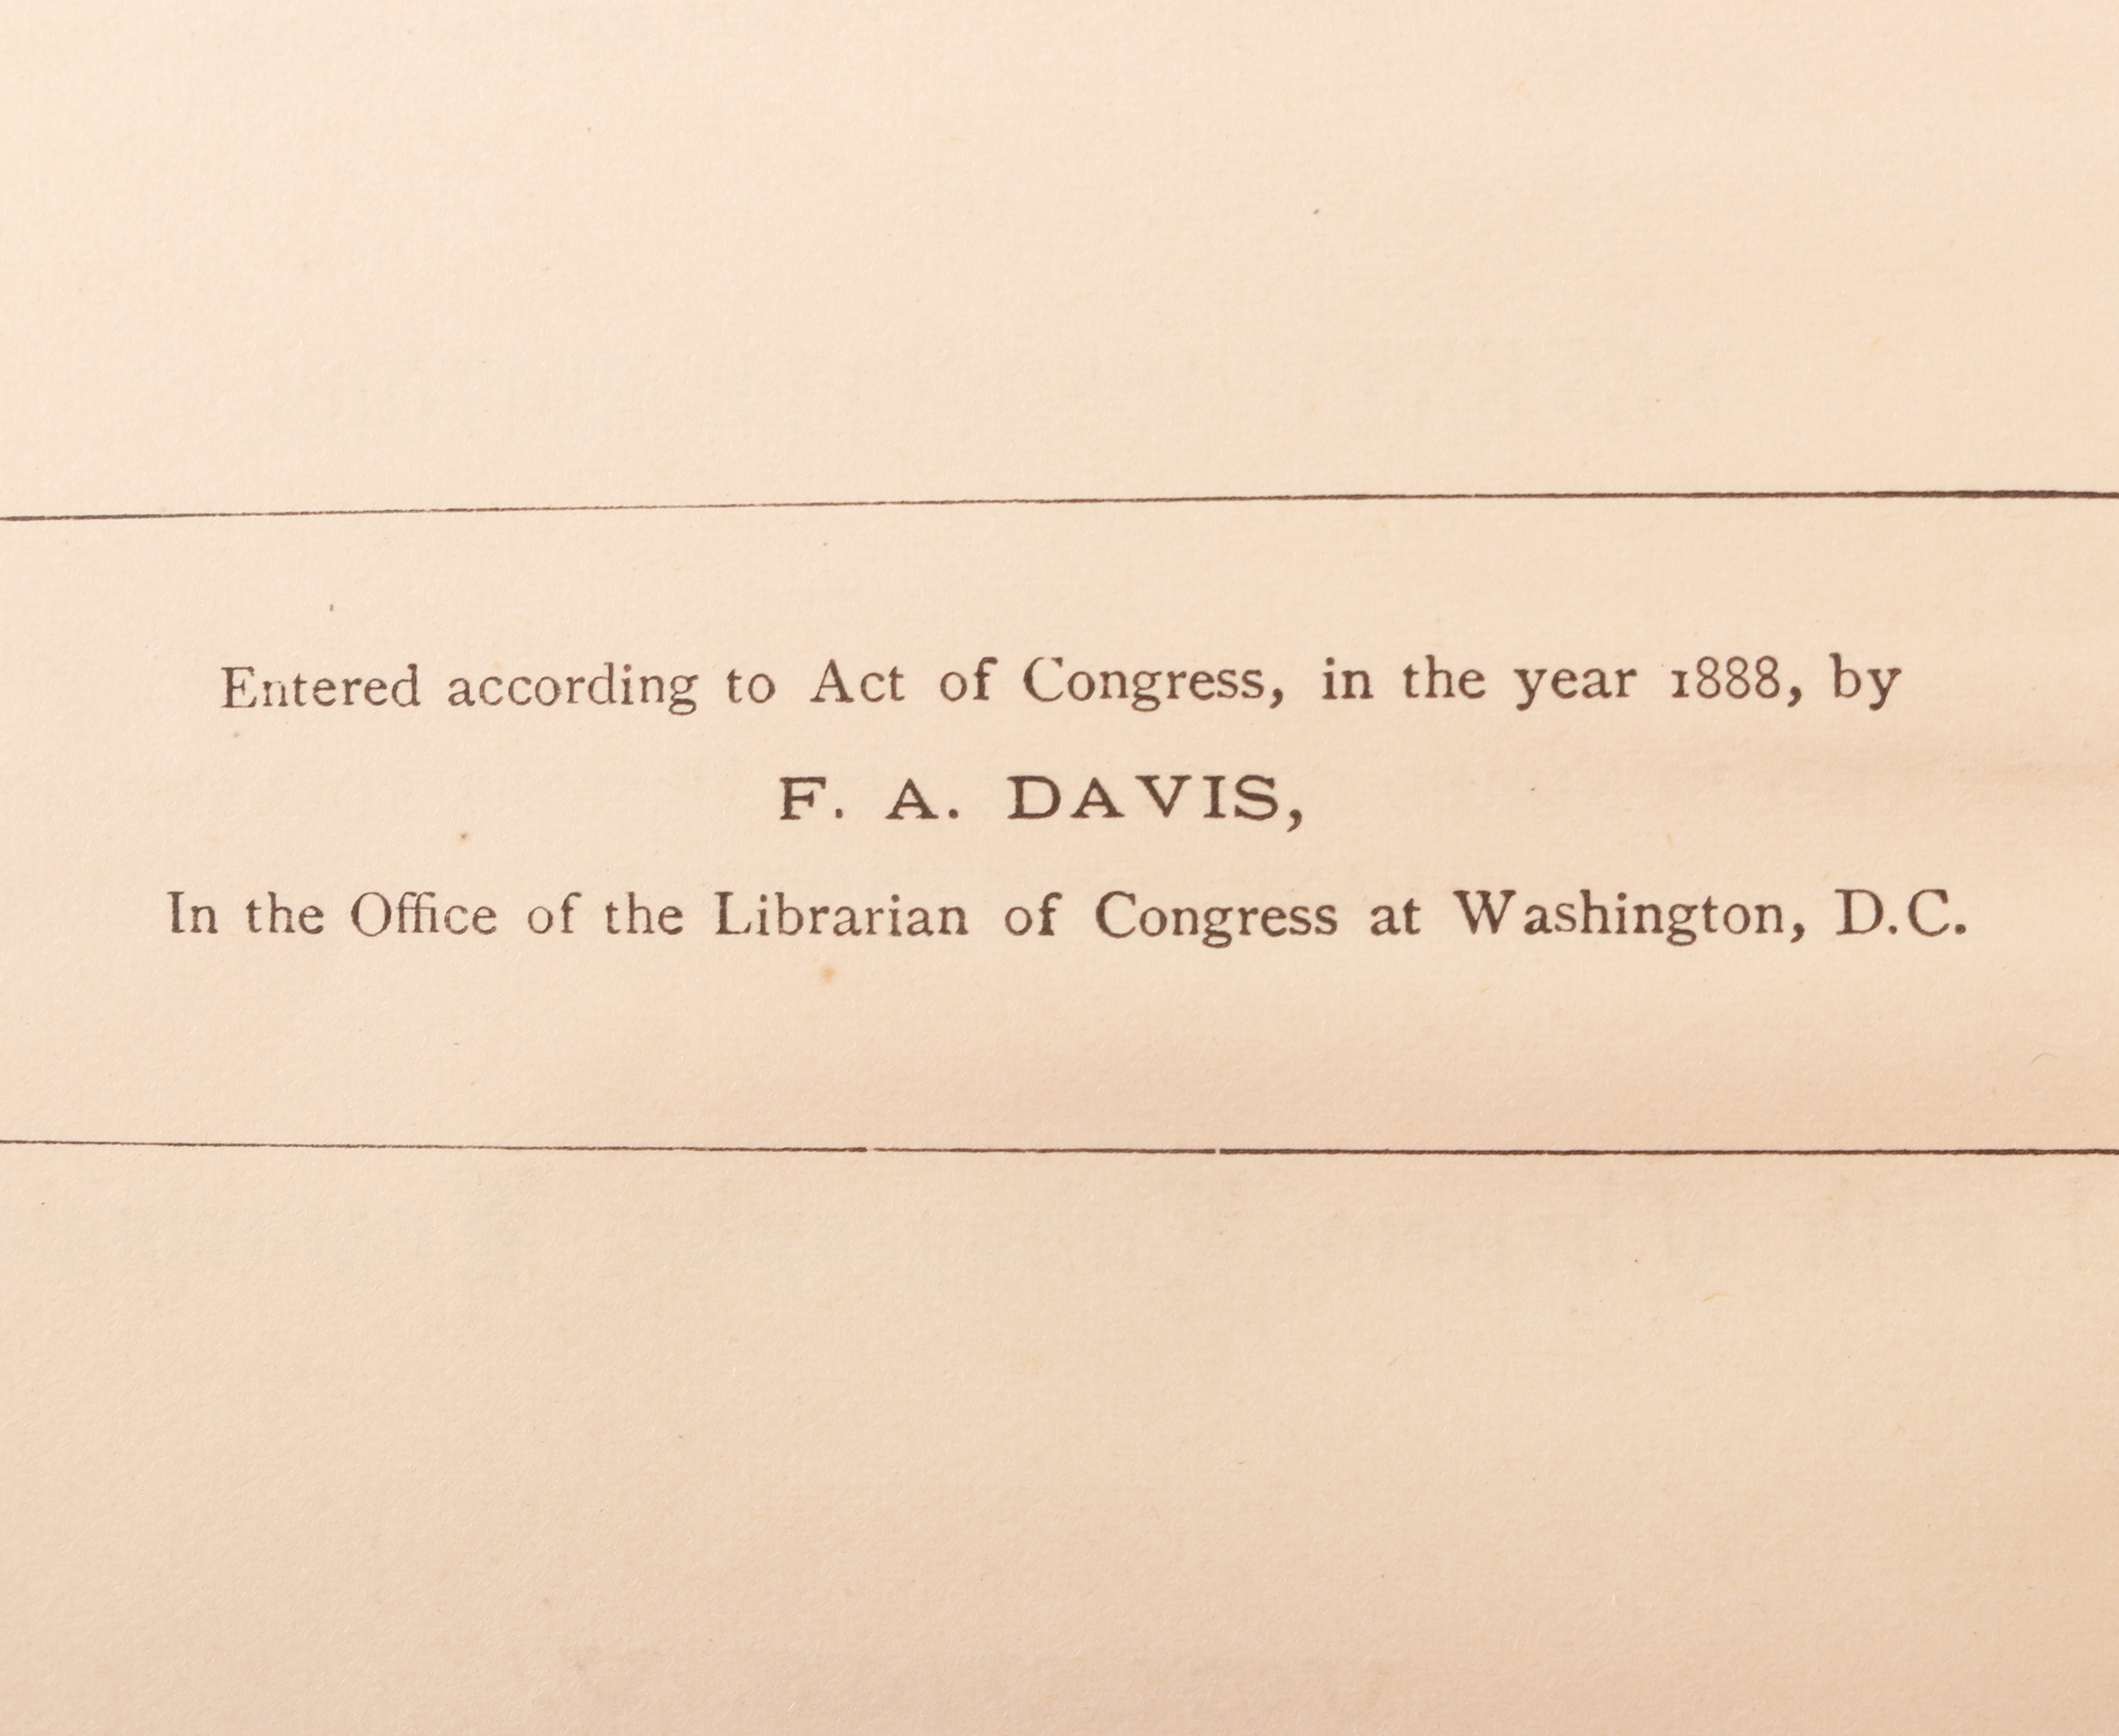 Entered according to Act of Congress, in the year 1888, by
F. A. DAVIS,
In the Office of the Librarian of Congress at Washington, D.C.